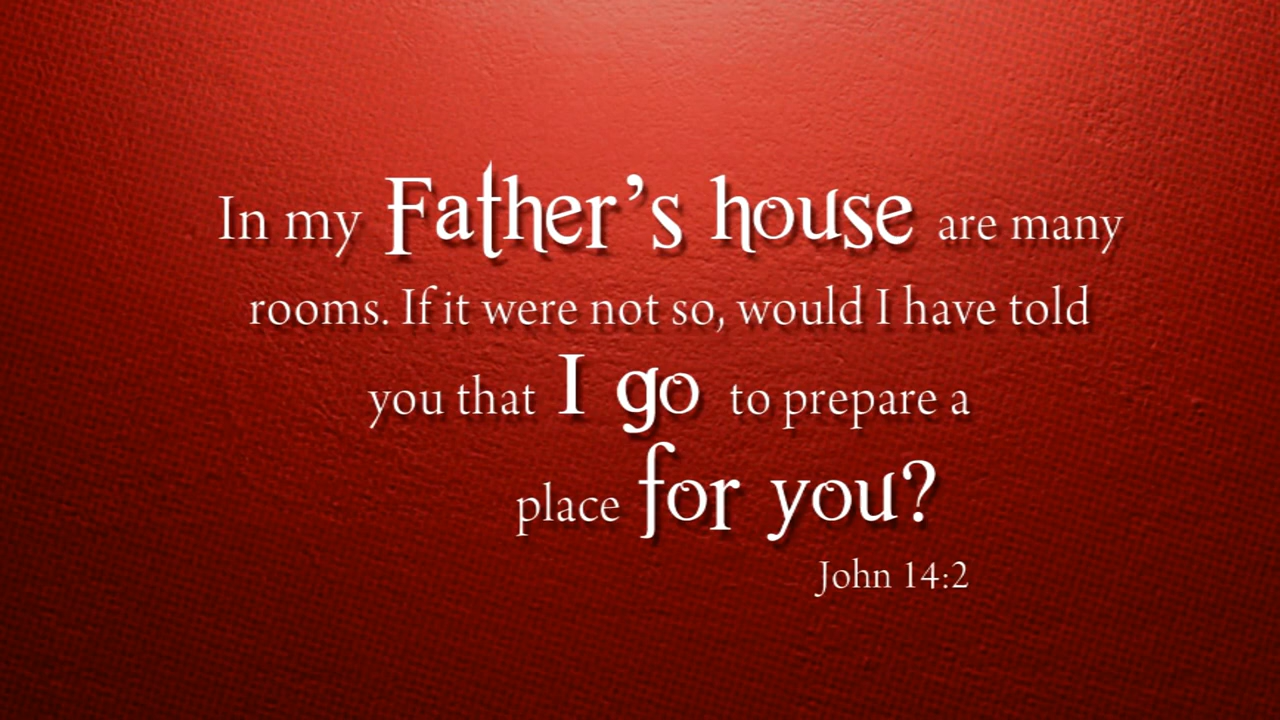 In my Father's house are many
rooms. If it were not so, would I have told
you that I go to prepare a
place for you?
John 14:2